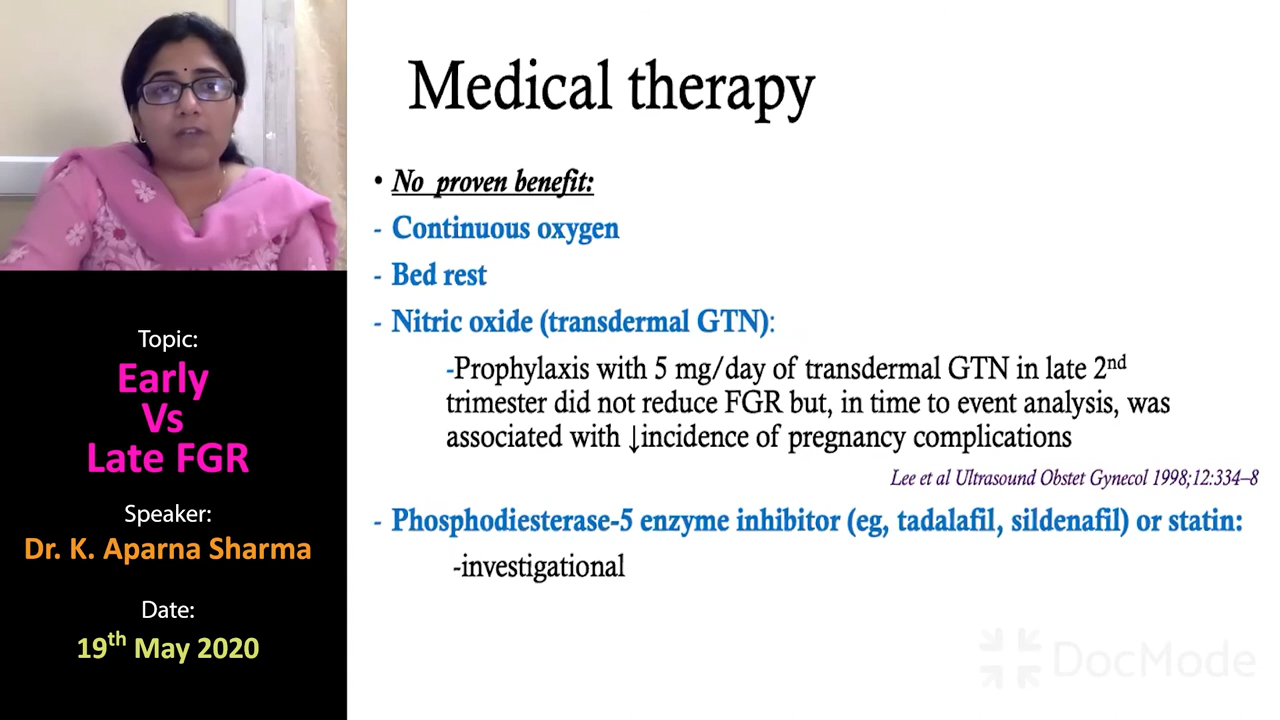 Medical therapy
• No proven benefit:
- Continuous oxygen
- Bed rest
- Nitric oxide (transdermal GTN):
-Prophylaxis with 5 mg/day of transdermal GTN in late 2nd
trimester did not reduce FGR but, in time to event analysis, was
associated with ↓incidence of pregnancy complications
Lee et al Ultrasound Obstet Gynecol 1998;12:334–8
- Phosphodiesterase-5 enzyme inhibitor (eg, tadalafil, sildenafil) or statin:
-investigational
Topic:
Early
Vs
Late FGR
Speaker:
Dr. K. Aparna Sharma
Date:
19th May 2020
DocMode